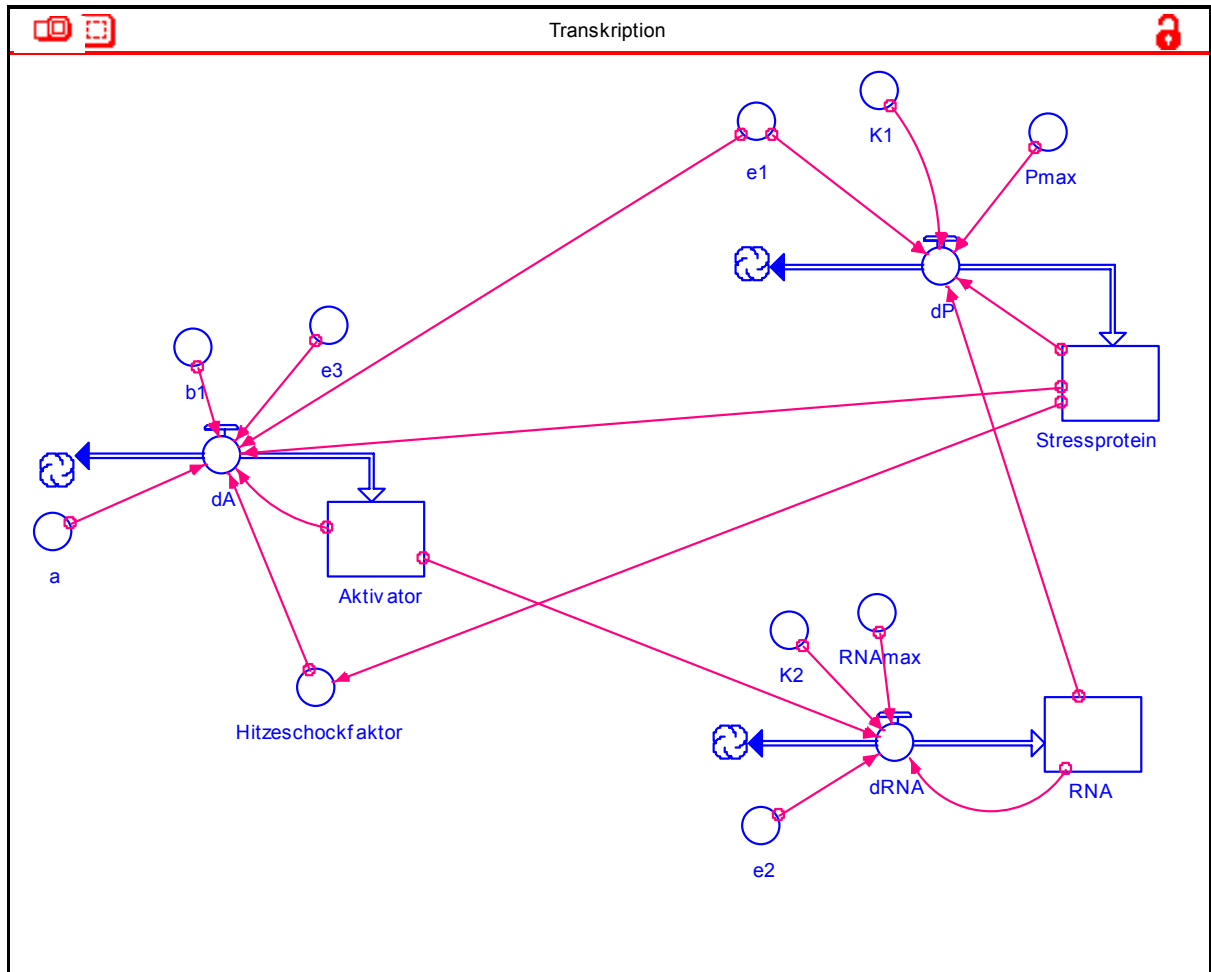 Transkription
K1
e1
Pmax
dP
e3
b1
Stressprotein
dA
a
Aktivator
RNAmax
K2
Hitzeschockfaktor
dRNA
RNA
e2